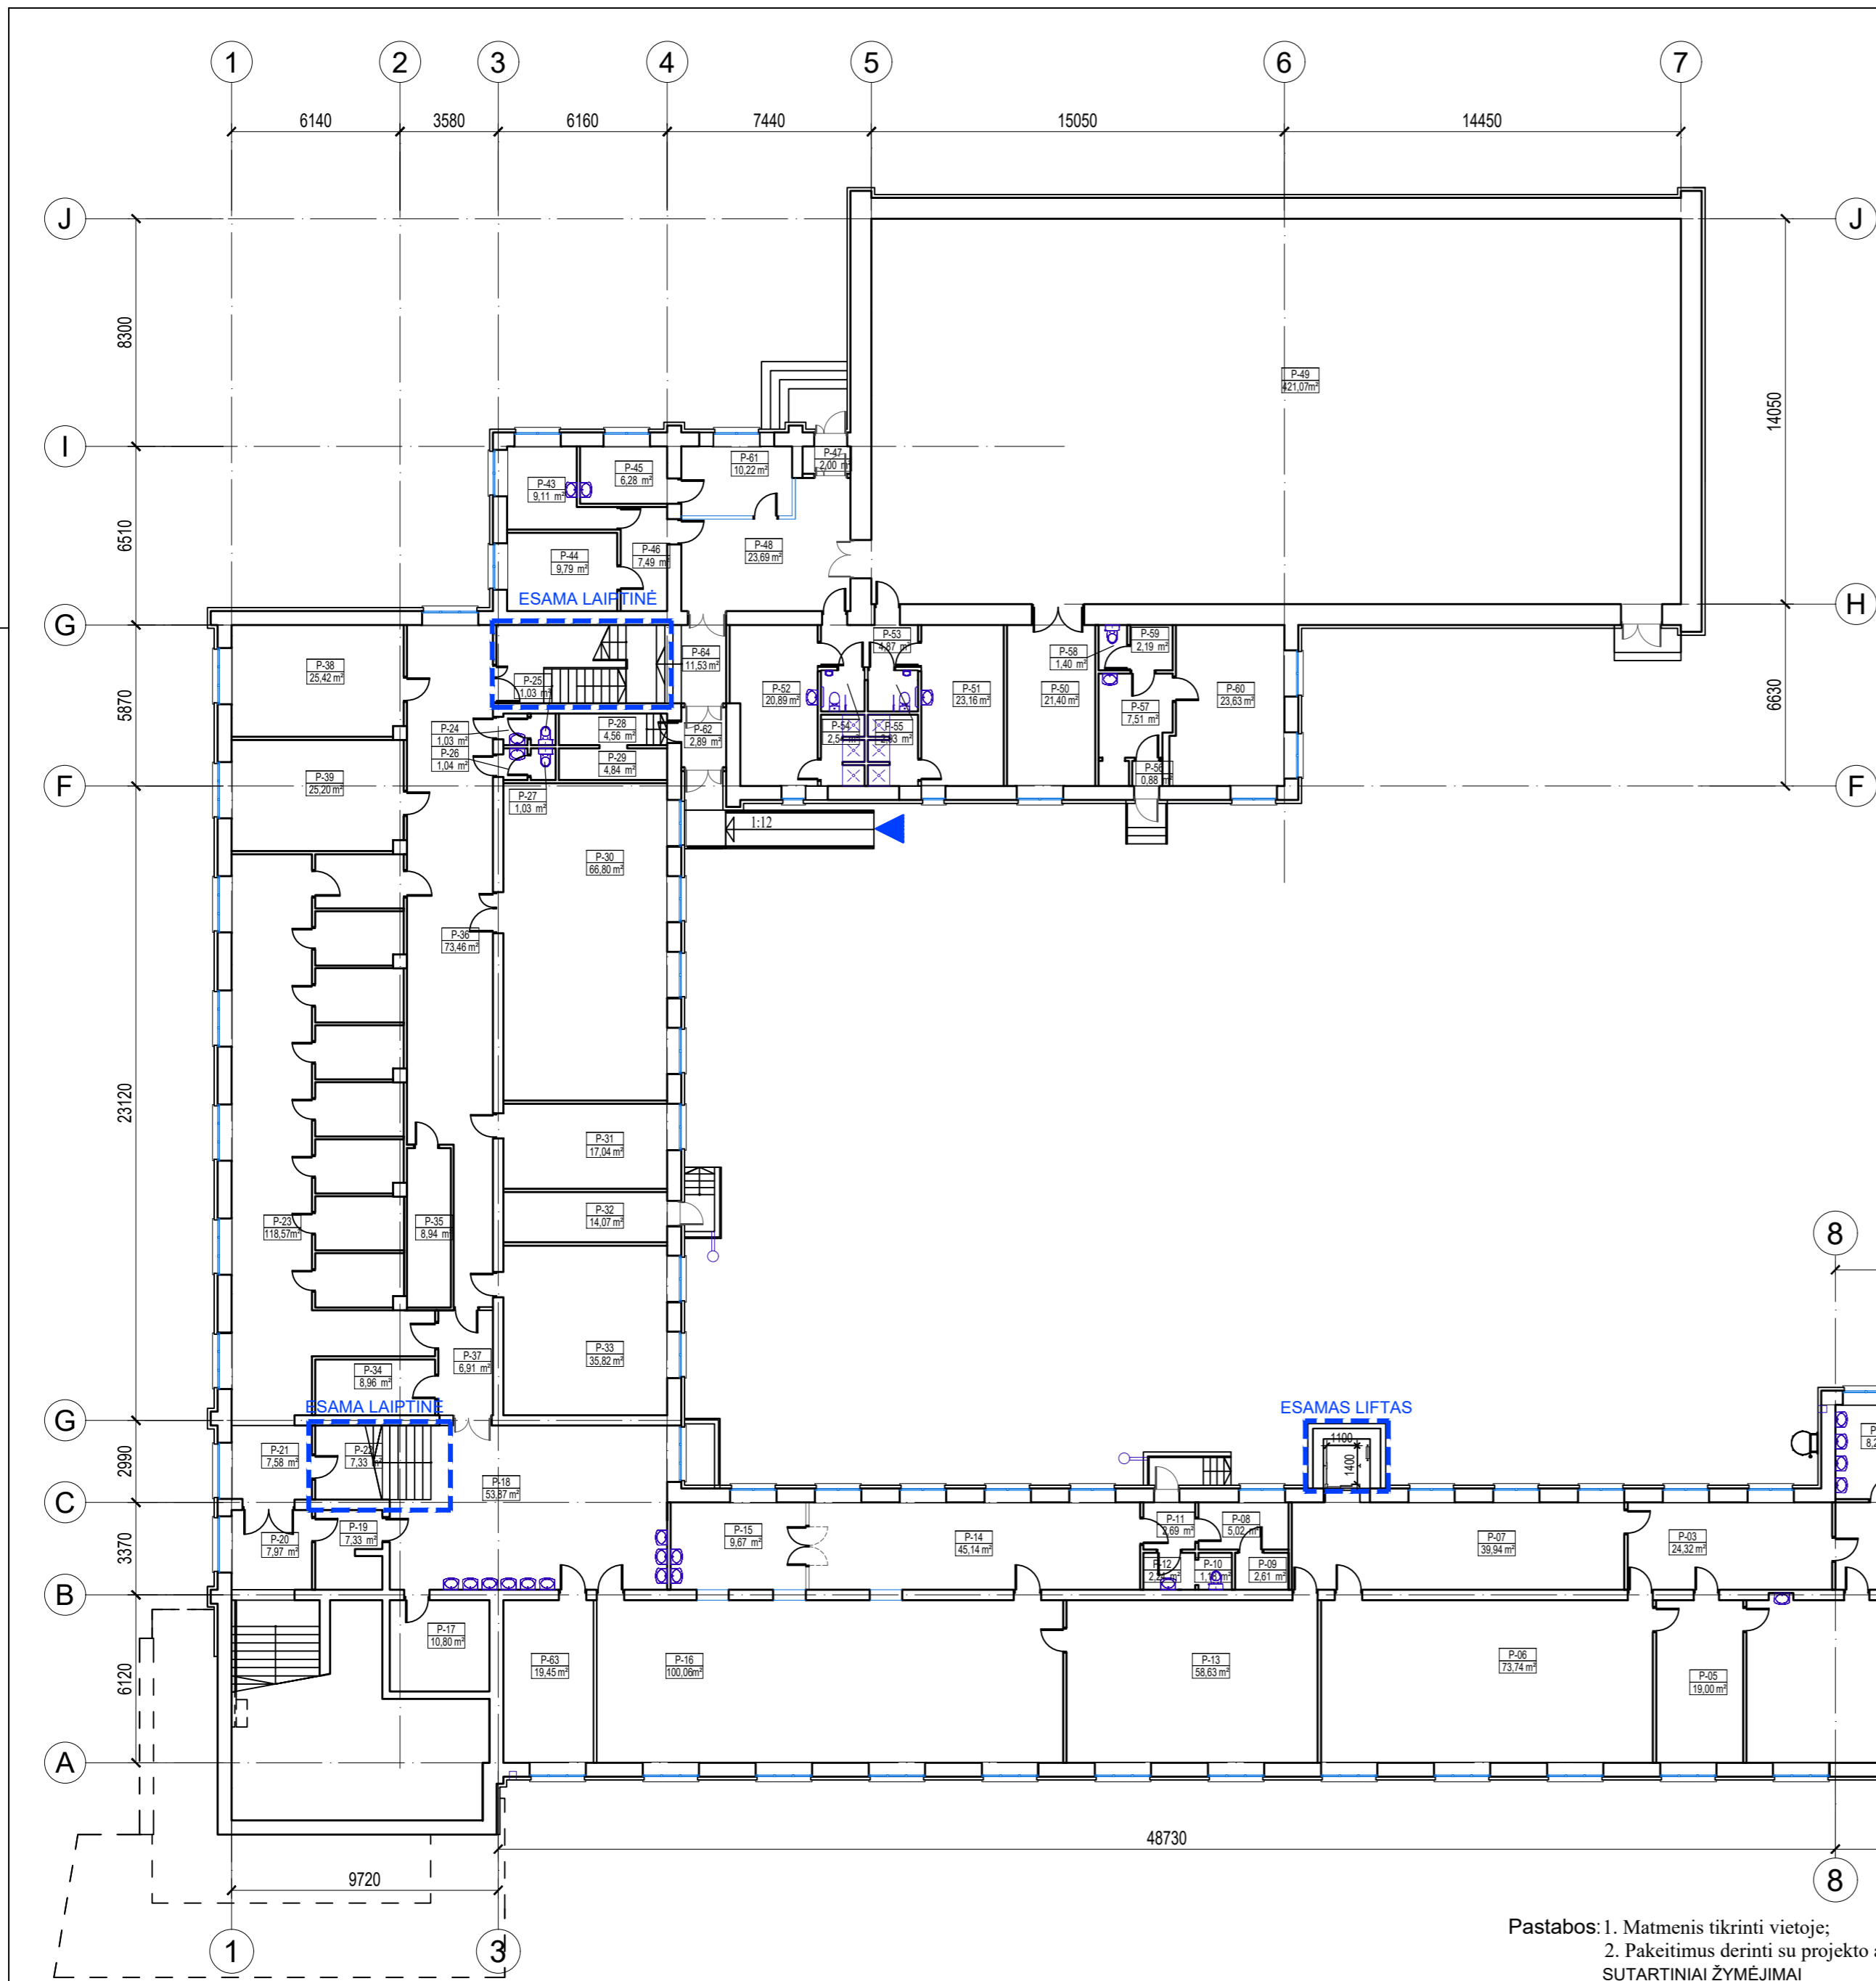 1 2 3 4 5 6 7
6140 3580 6160 7440 15050 14450
J J
8300
P-49
421,07m²
14050
I
P-43
9,11 m²
P-45
6,28 m²
P-61
10,22 m²
P-47
2,00 m
6510
P-44
9,79 m²
P-46
7,49 m²
P-48
23,69 m²
ESAMA LAIPTINĖ
H
G
P-38
25,42 m²
P-25
1,03 m²
P-64
11,53 m²
P-53
4,87 m²
P-58
1,40 m²
P-59
2,19 m²
5870
6630
P-52
20,89 m²
P-51
23,16 m²
P-50
21,40 m²
P-60
23,63 m²
P-57
7,51 m²
P-24
1,03 m²
P-28
4,56 m²
P-62
2,89 m²
P-54
P-55
P-26
1,04 m²
P-29
4,84 m²
P-56
0,88 m
P-39
25,20 m²
F F
P-27
1,03 m²
1:12
P-30
66,80 m²
P-36
73,46 m²
23120
P-31
17,04 m²
P-32
14,07 m²
P-23
118,57m²
P-35
8,94 m
8
P-33
35,82 m²
P-37
6,91 m²
P-34
8,96 m²
ESAMA LAIPTINĖ
ESAMAS LIFTAS
G
1100
1400
2990
P-21
7,58 m²
P-22
7,33 m²
P-18
53,87 m²
C
P-20
7,97 m²
P-19
7,33 m²
P-15
9,67 m²
P-14
45,14 m²
P-11
2,69 m²
P-08
5,02 m²
P-07
39,94 m²
P-03
24,32 m²
3370
P-12
P-10
P-09
2,61 m²
B
P-17
10,80 m²
P-63
19,45 m²
P-16
100,06m²
P-13
58,63 m²
P-06
73,74 m²
P-05
19,00 m²
6120
A
48730
9720
8
1 3
Pastabos: 1. Matmenis tikrinti vietoje;
2. Pakeitimus derinti su projekto
SUTARTINIAI ŽYMĖJIMAI